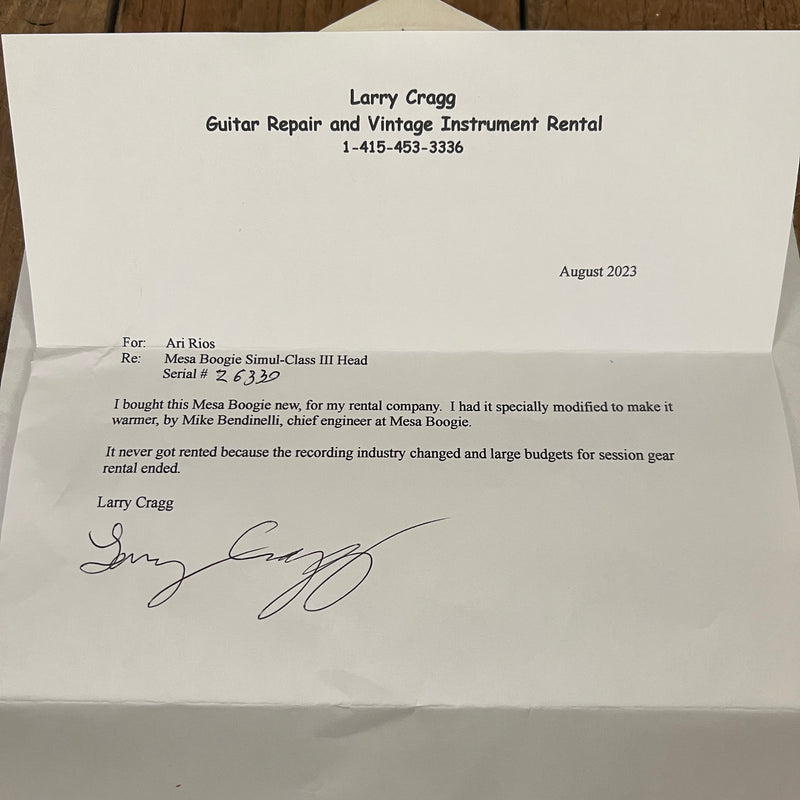 Larry Cragg
Guitar Repair and Vintage Instrument Rental
1-415-453-3336
August 2023
For: Ari Rios
Re: Mesa Boogie Simul-Class III Head
Serial # 26330
I bought this Mesa Boogie new, for my rental company. I had it specially modified to make it
warmer, by Mike Bendinelli, chief engineer at Mesa Boogie.
It never got rented because the recording industry changed and large budgets for session gear
rental ended.
Larry Cragg
Larry Cragg